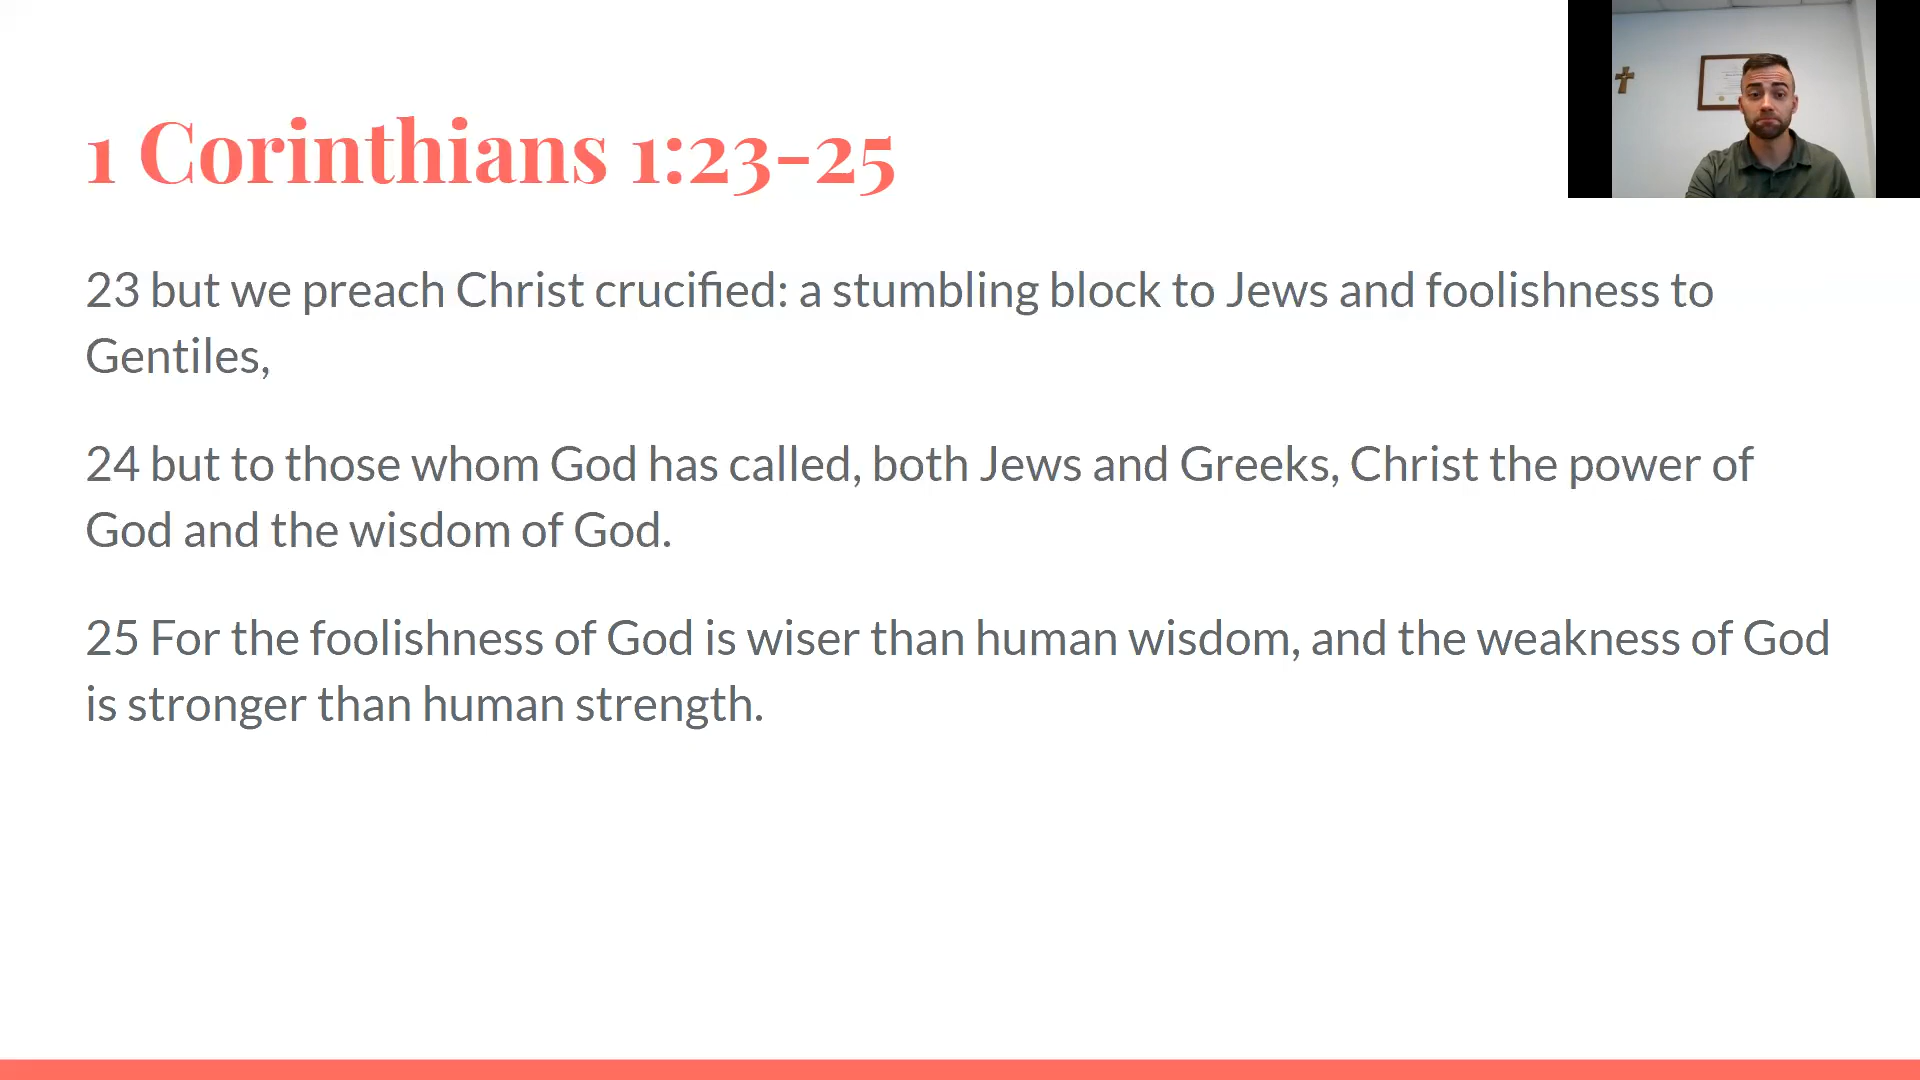 1 Corinthians 1:23-25
23 but we preach Christ crucified: a stumbling block to Jews and foolishness to
Gentiles,
24 but to those whom God has called, both Jews and Greeks, Christ the power of
God and the wisdom of God.
25 For the foolishness of God is wiser than human wisdom, and the weakness of God
is stronger than human strength.